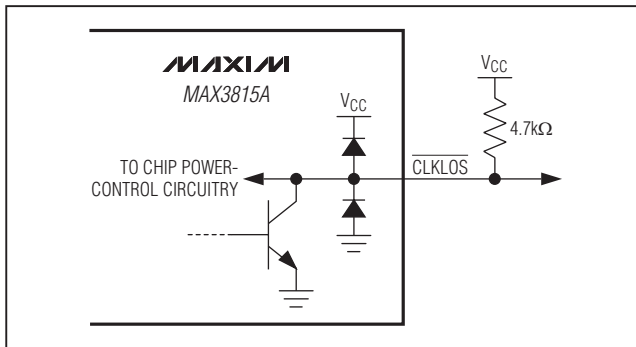 MAXIM
MAX3815A
VCC
VCC
4.7kΩ
TO CHIP POWER-
CONTROL CIRCUITRY
CLKLOS